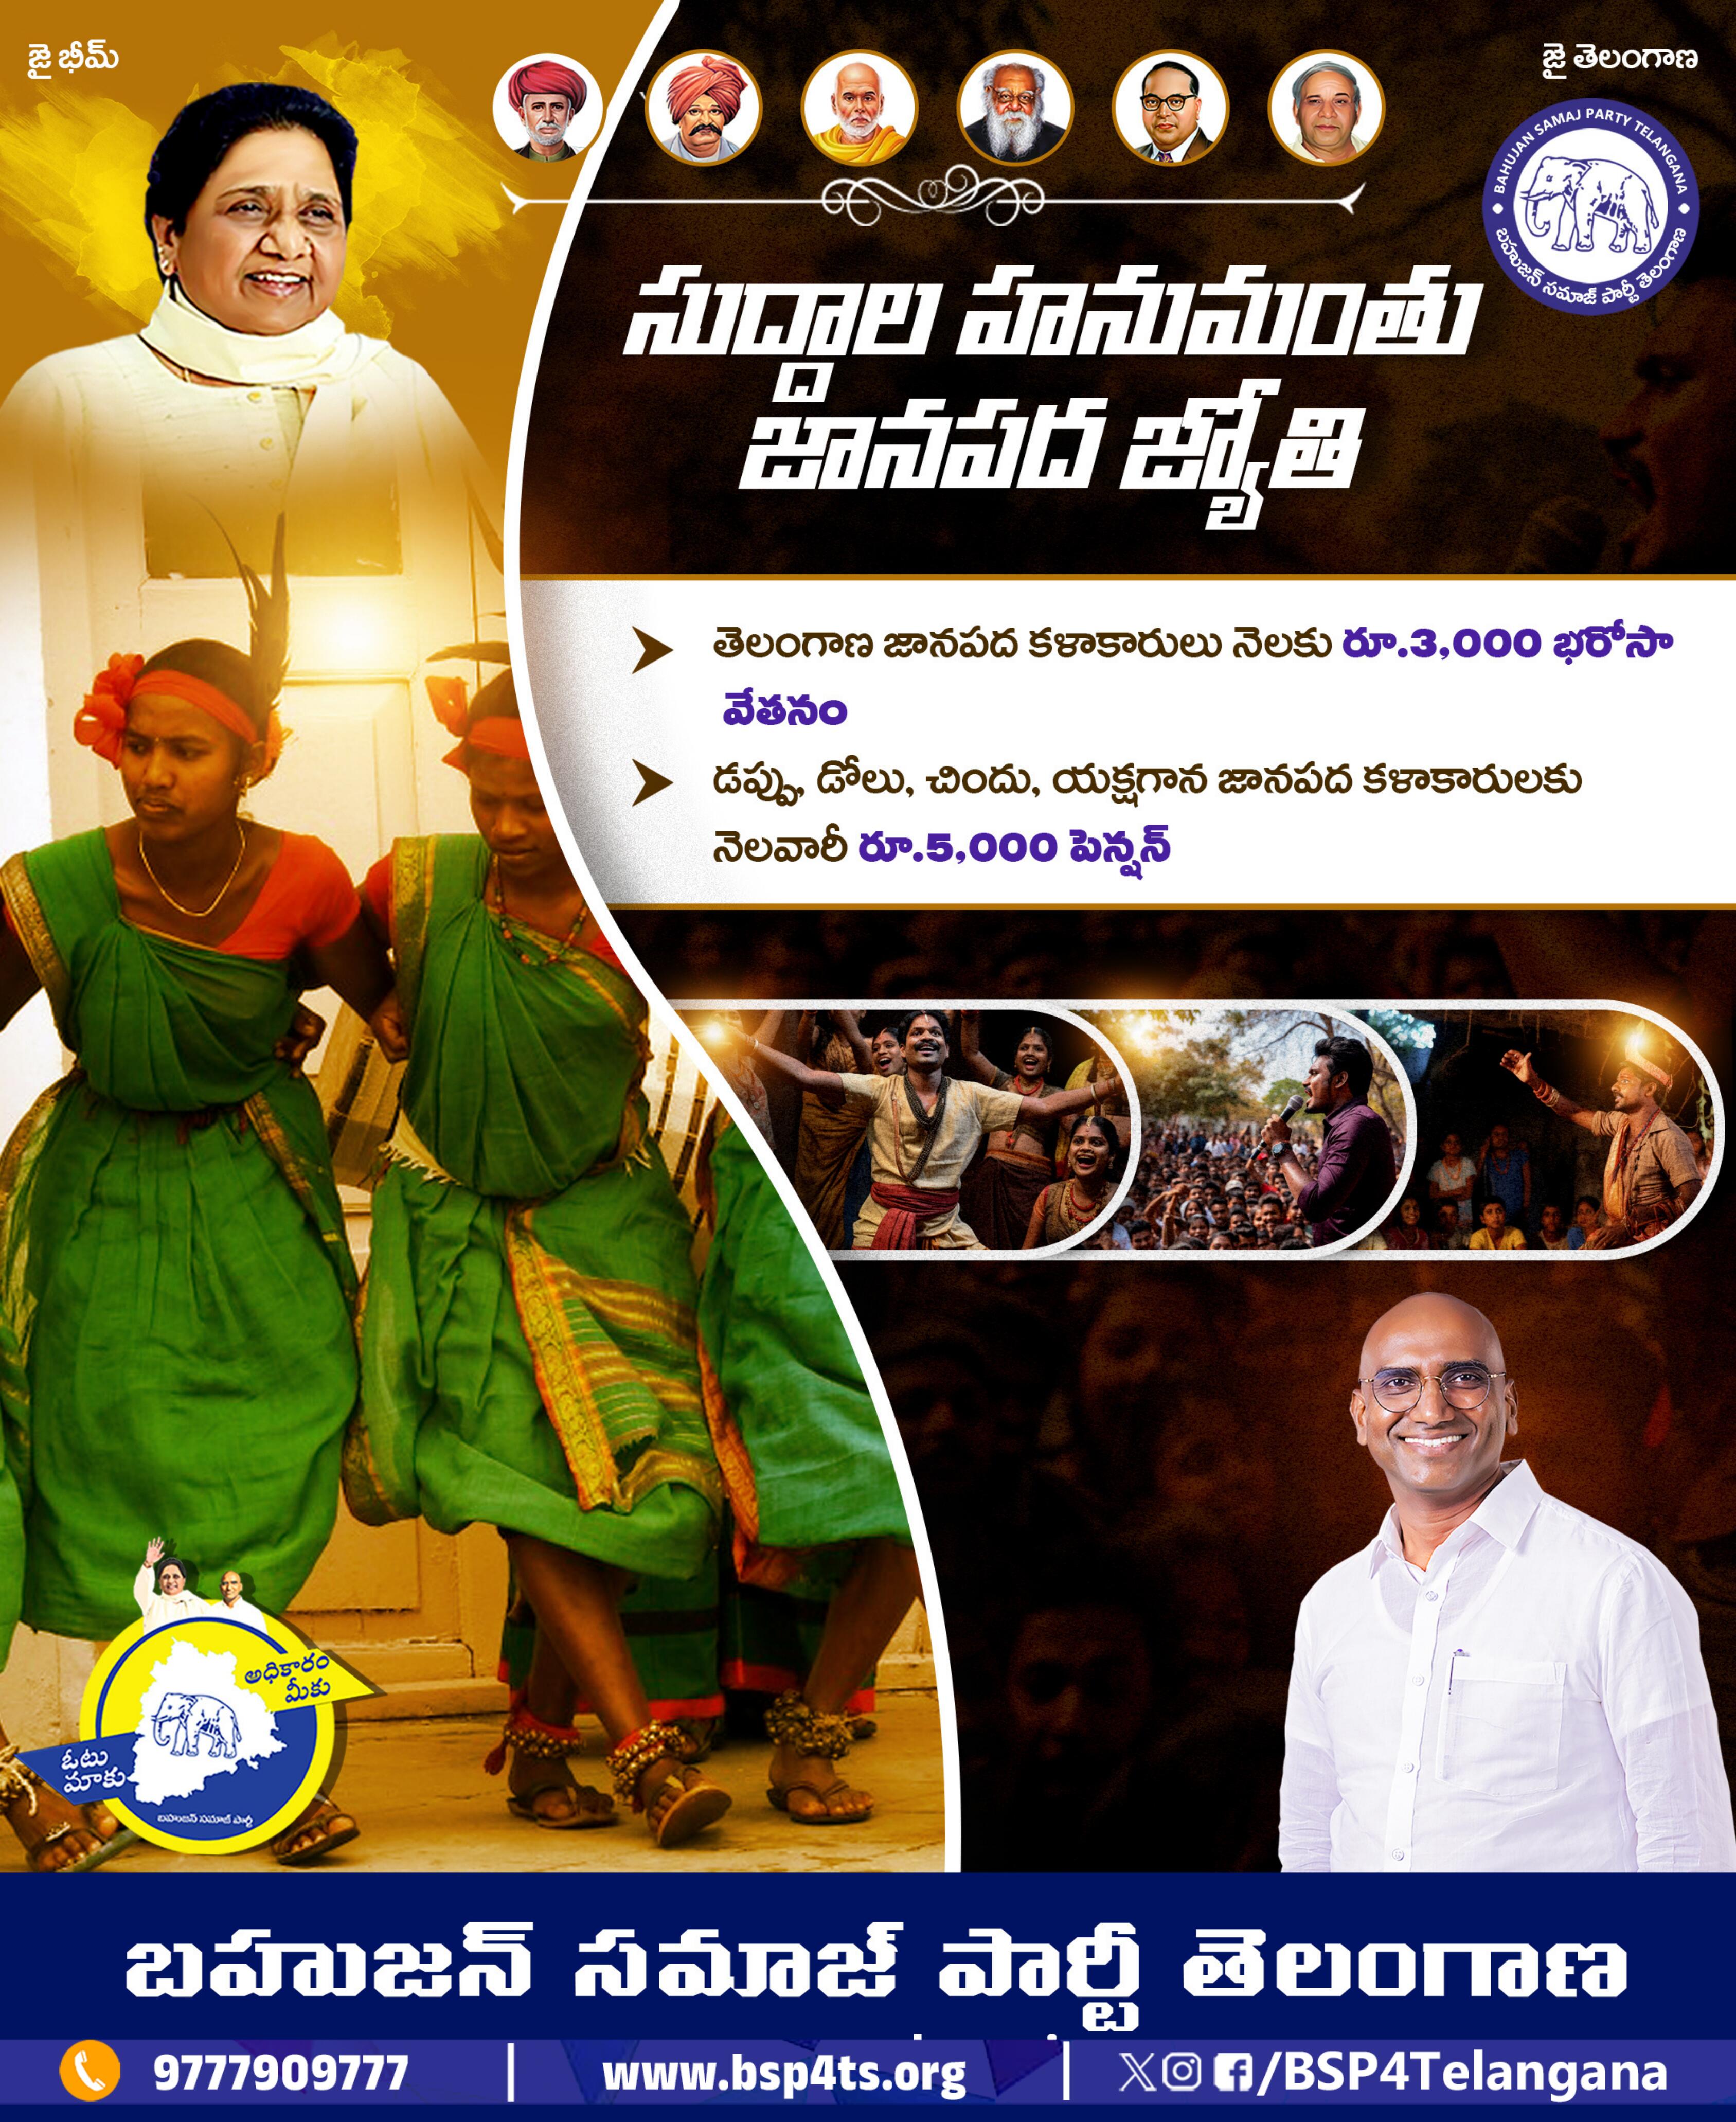 జై భీమ్
జై తెలంగాణ
BAHUJAN SAMAJ PARTY TELANGANA
బహుజన్ సమాజ్ పార్టీ తెలంగాణ
సుద్దాల హనుమంతు
జానపద జ్యోతి
తెలంగాణ జానపద కళాకారులు నెలకు రూ.3,000 భరోసా
వేతనం
డప్పు, డోలు, చిందు, యక్షగాన జానపద కళాకారులకు
నెలవారీ రూ.5,000 పెన్షన్
అధికారం
మీకు
ఓటు
మాకు
బహుజన్ సమాజ్ పార్టీ
బహుజన్ సమాజ్ పార్టీ తెలంగాణ
9777909777 | www.bsp4ts.org | /BSP4Telangana